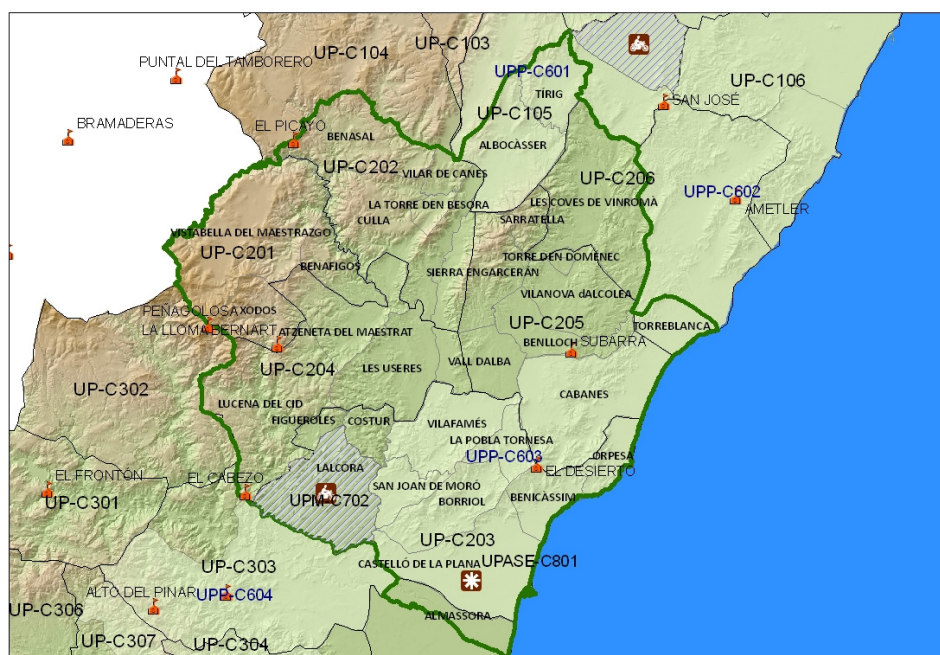 UP-C104
UP-C103
PUNTAL DEL TAMBORERO
UPP-C601
UP-C106
TÍRIG
SAN JOSÉ
UP-C105
BRAMADERAS
EL PICAYO
BENASAL
ALBOCÀSSER
UP-C202
VILAR DE CANES
UP-C206
UPP-C602
LES COVES DE VINROMÀ
LA TORRE DEN BESORA
AMETLER
CULLA
SARRATELLA
VISTABELLA DEL MAESTRAZGO
UP-C201
TORRE DEN DOMÈNEC
BENAFIGOS
SIERRA ENGARCERÁN
VILANOVA dALCOLEA
PEÑAGOLOSA
XODOS
UP-C205
TORREBLANCA
LA LLOMA BERNART
ATZENETA DEL MAESTRAT
BENLLOCH
SUBARRA
VALL DALBA
UP-C204
LES USERES
UP-C302
CABANES
LUCENA DEL CID
FIGUEROLES
COSTUR
VILAFAMÉS
LA POBLA TORNESA
UPP-C603
ORPESA
LALCORA
EL DESIERTO
EL FRONTÓN
EL CABEZO
SAN JOAN DE MORÓ
UP-C301
UPM-C702
BORRIOL
BENICÀSSIM
UP-C203
CASTELLÓ DE LA PLANA
UPASE-C801
UP-C303
ALTO DEL PINAR
UPP-C604
UP-C306
ALMASSORA
UP-C307
UP-C304